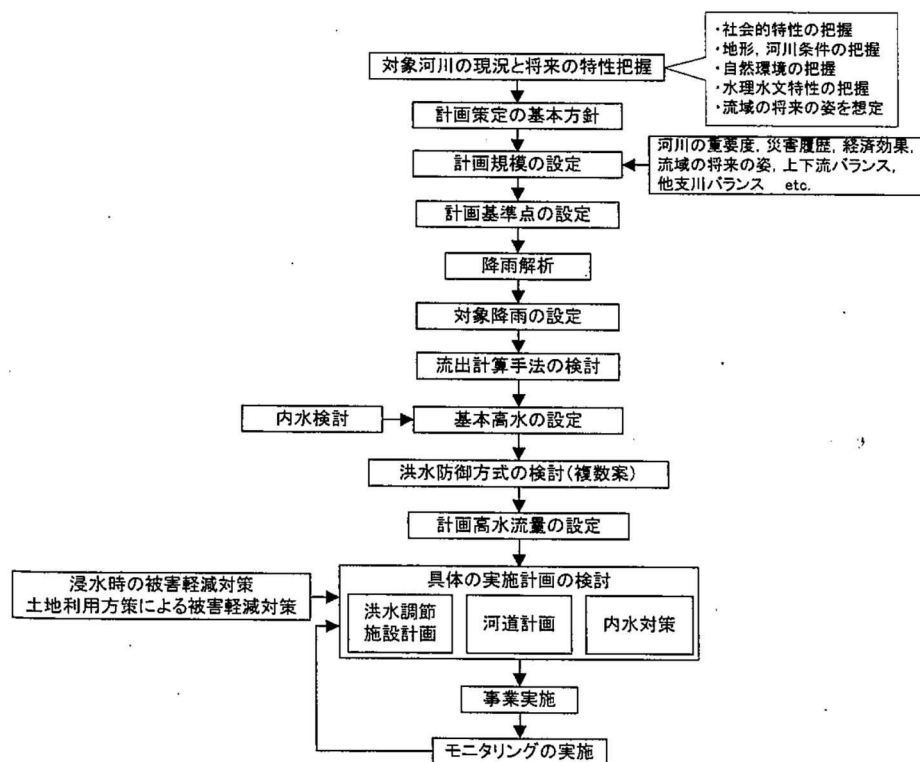 対象河川の現況と将来の特性把握
・社会的特性の把握
・地形, 河川条件の把握
・自然環境の把握
・水理水文特性の把握
・流域の将来の姿を想定
計画策定の基本方針
計画規模の設定
河川の重要度, 災害履歴, 経済効果,
流域の将来の姿, 上下流バランス,
他支川バランス etc.
計画基準点の設定
降雨解析
対象降雨の設定
流出計算手法の検討
内水検討
基本高水の設定
洪水防御方式の検討(複数案)
計画高水流量の設定
浸水時の被害軽減対策
土地利用方策による被害軽減対策
具体の実施計画の検討
洪水調節
施設計画
河道計画
内水対策
事業実施
モニタリングの実施